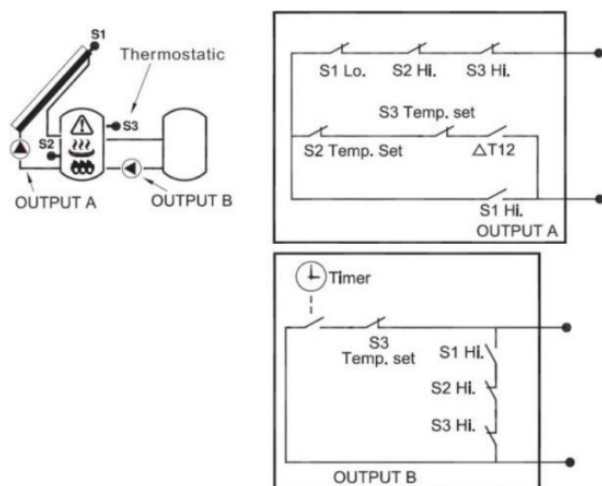 S1
Thermostatic
S3
S2
OUTPUT A
OUTPUT B
S1 Lo.
S2 Hi.
S3 Hi.
S3 Temp. set
S2 Temp. Set
△T12
S1 Hi.
OUTPUT A
Timer
S3
Temp. set
S1 Hi.
S2 Hi.
S3 Hi.
OUTPUT B